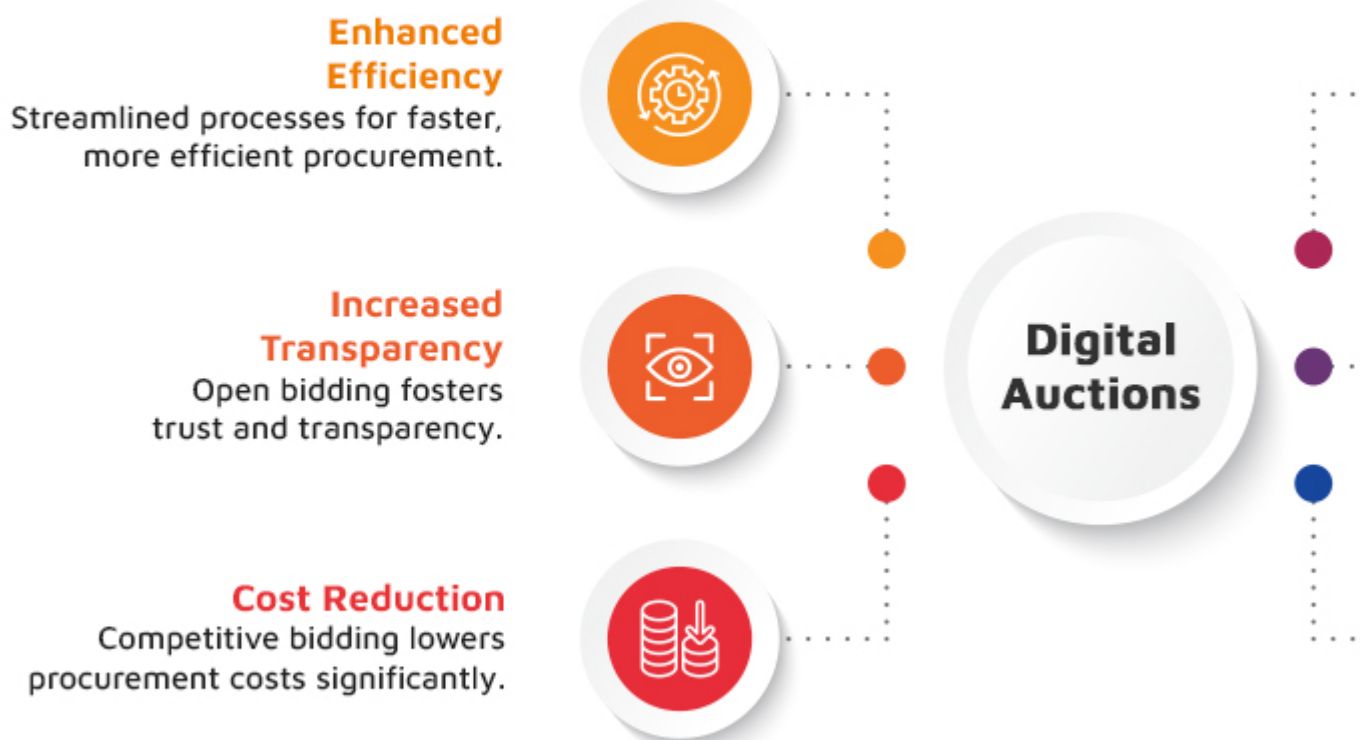 Enhanced
Efficiency
Streamlined processes for faster,
more efficient procurement.
Increased
Transparency
Open bidding fosters
trust and transparency.
Cost Reduction
Competitive bidding lowers
procurement costs significantly.
Digital
Auctions